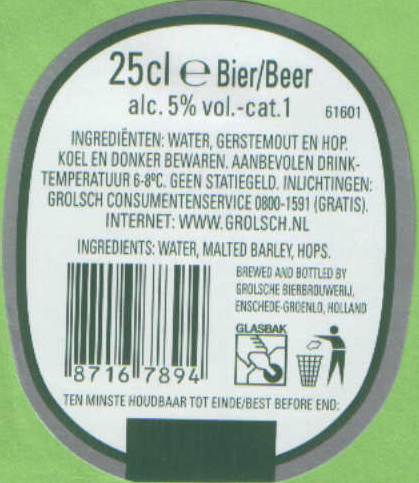 25cl ℮ Bier/Beer
alc. 5% vol.-cat.1 61601
INGREDIËNTEN: WATER, GERSTEMOUT EN HOP.
KOEL EN DONKER BEWAREN. AANBEVOLEN DRINK-
TEMPERATUUR 6-8ºC. GEEN STATIEGELD. INLICHTINGEN:
GROLSCH CONSUMENTENSERVICE 0800-1591 (GRATIS).
INTERNET: WWW.GROLSCH.NL
INGREDIENTS: WATER, MALTED BARLEY, HOPS.
BREWED AND BOTTLED BY
GROLSCHE BIERBROUWERIJ,
ENSCHEDE-GROENLO, HOLLAND
GLASBAK
8716 7894
TEN MINSTE HOUDBAAR TOT EINDE/BEST BEFORE END: